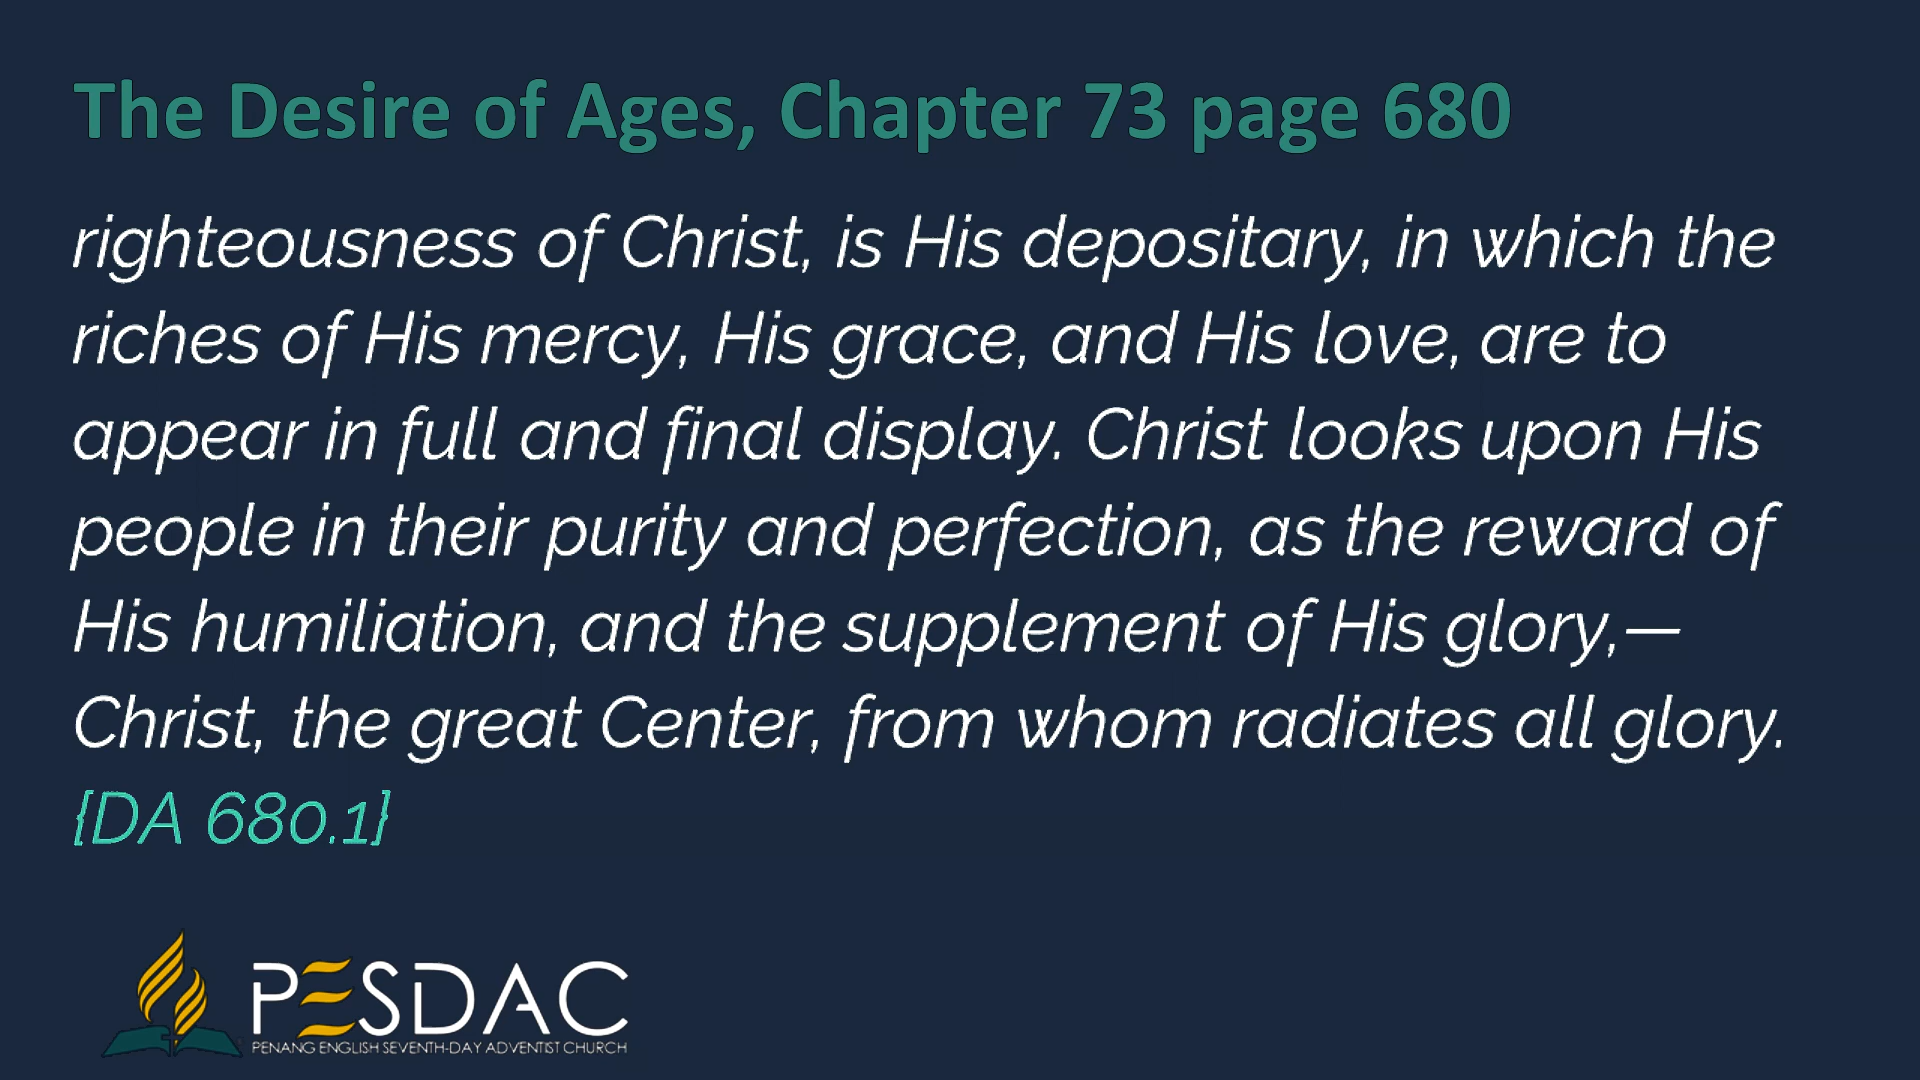 The Desire of Ages, Chapter 73 page 680
righteousness of Christ, is His depositary, in which the
riches of His mercy, His grace, and His love, are to
appear in full and final display. Christ looks upon His
people in their purity and perfection, as the reward of
His humiliation, and the supplement of His glory,—
Christ, the great Center, from whom radiates all glory.
{DA 680.1}
PESDAC
PENANG ENGLISH SEVENTH-DAY ADVENTIST CHURCH